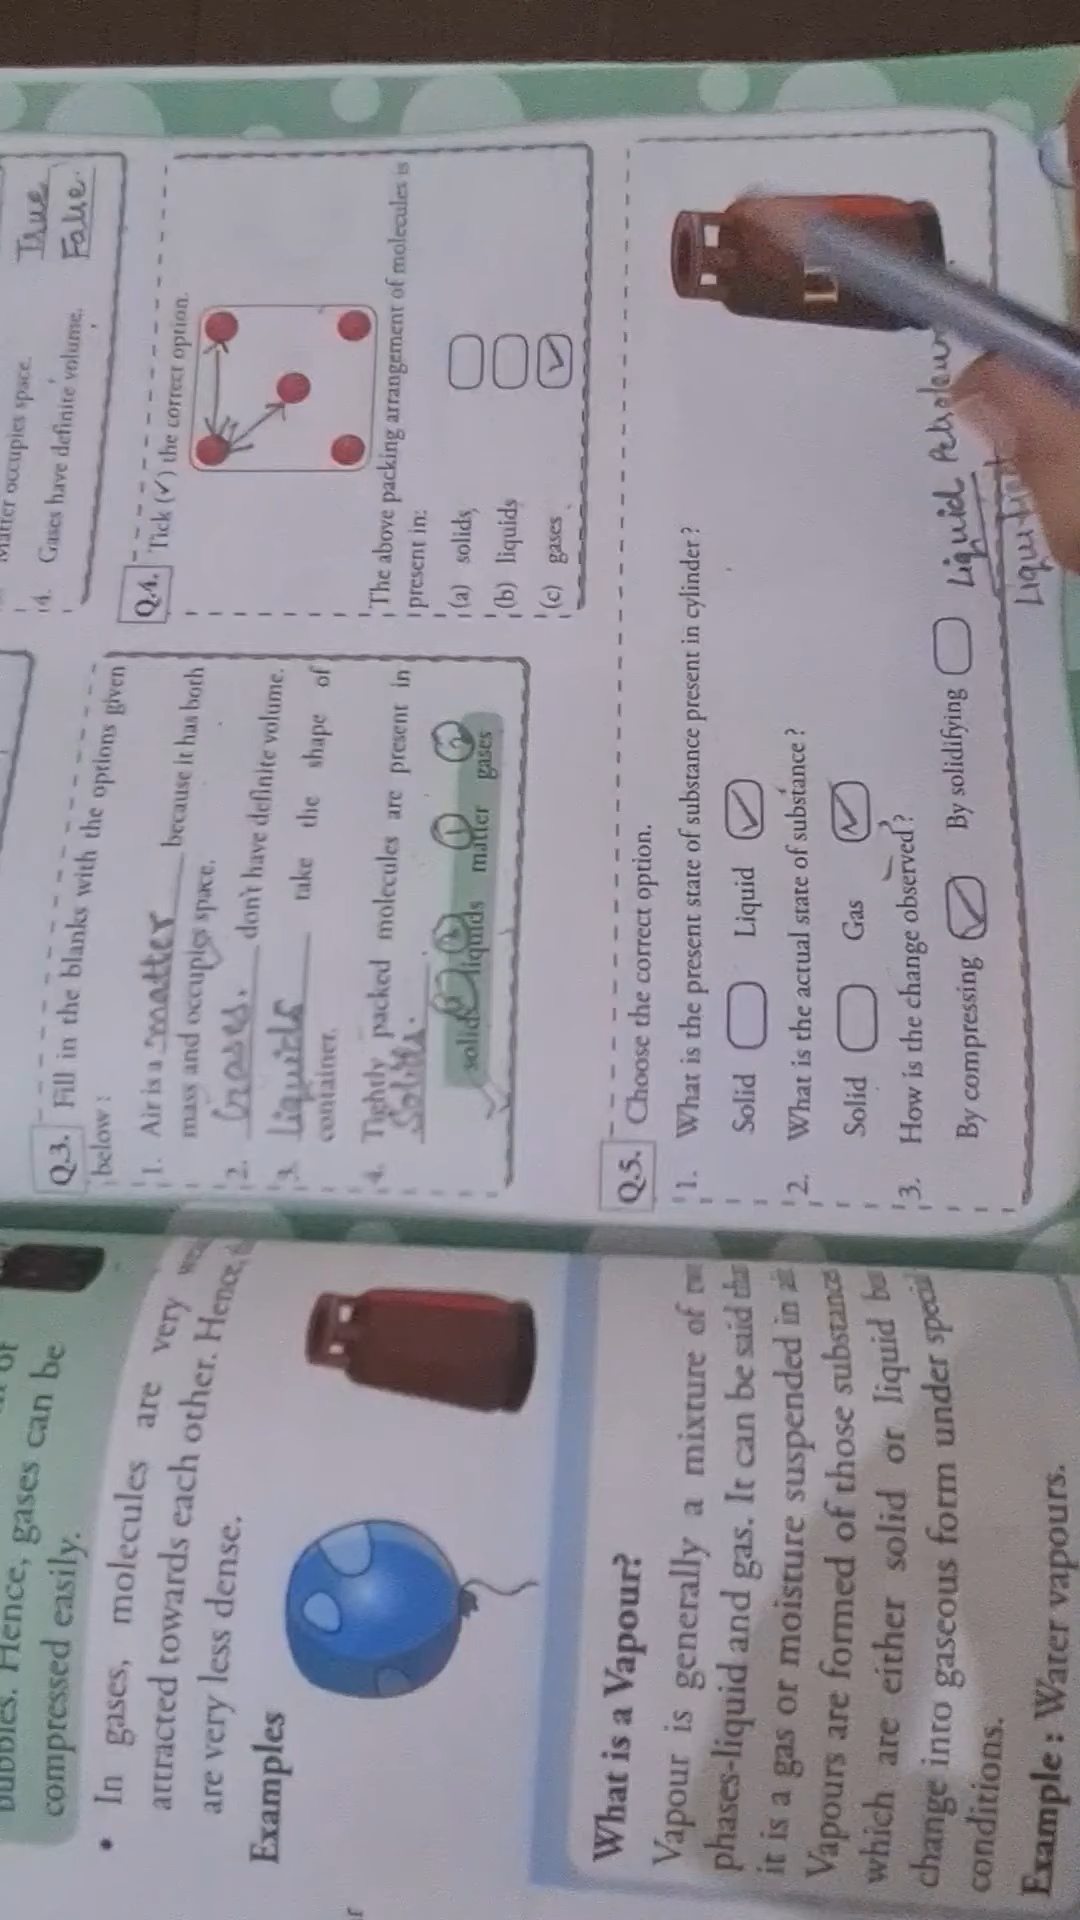 compressed easily.
• In gases, molecules are very
attracted towards each other. Hence,
are very less dense.
Examples
What is a Vapour?
Vapour is generally a mixture of
phases-liquid and gas. It can be said
it is a gas or moisture suspended in
Vapours are formed of those
which are either solid or liquid
change into gaseous form under
conditions.
Example : Water vapours.
Hence, gases can be
Q.3. Fill in the blanks with the options given
below :
1. Air is a matter because it has both
mass and occupies space.
2. Gases. don't have definite volume.
3. Liquids take the shape of
container.
4. Tightly packed molecules are present in
Solids.
solids liquids matter gases
occupies space. True
4. Gases have definite volume. False.
Q.4. Tick (✓) the correct option.
The above packing arrangement of molecules is
present in:
(a) solids
(b) liquids
(c) gases ✓
Q.5. Choose the correct option.
1. What is the present state of substance present in cylinder?
Solid Liquid ✓
2. What is the actual state of substance?
Solid Gas ✓
3. How is the change observed?
By compressing ✓ By solidifying
Liquid